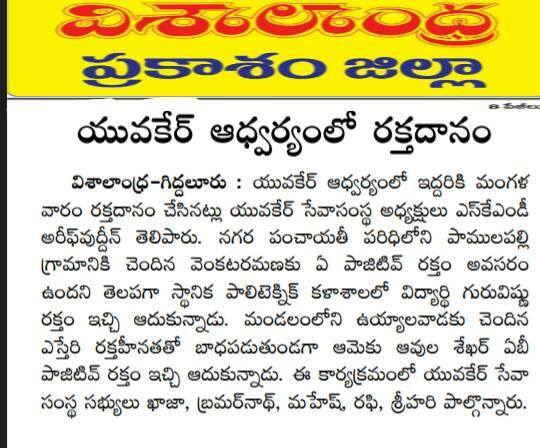 విశాలాంధ్ర
ప్రకాశం జిల్లా
8 పేజీలు
యువకేర్ ఆధ్వర్యంలో రక్తదానం
విశాలాంధ్ర-గిద్దలూరు : యువకేర్ ఆధ్వర్యంలో ఇద్దరికి మంగళ
వారం రక్తదానం చేసినట్లు యువకేర్ సేవాసంస్థ అధ్యక్షులు ఎస్కేఎండీ
అరీఫ్‌వుద్దీన్ తెలిపారు. నగర పంచాయతీ పరిధిలోని పాములపల్లి
గ్రామానికి చెందిన వెంకటరమణకు ఏ పాజిటివ్ రక్తం అవసరం
ఉందని తెలపగా స్థానిక పాలిటెక్నిక్ కళాశాలలో విద్యార్థి గురువిష్ణు
రక్తం ఇచ్చి ఆదుకున్నాడు. మండలంలోని ఉయ్యాలవాడకు చెందిన
ఎస్తేరి రక్తహీనతతో బాధపడుతుండగా ఆమెకు ఆవుల శేఖర్ ఏబీ
పాజిటివ్ రక్తం ఇచ్చి ఆదుకున్నాడు. ఈ కార్యక్రమంలో యువకేర్ సేవా
సంస్థ సభ్యులు ఖాజా, బ్రమర్‌నాథ్, మహేష్, రఫి, శ్రీహరి పాల్గొన్నారు.